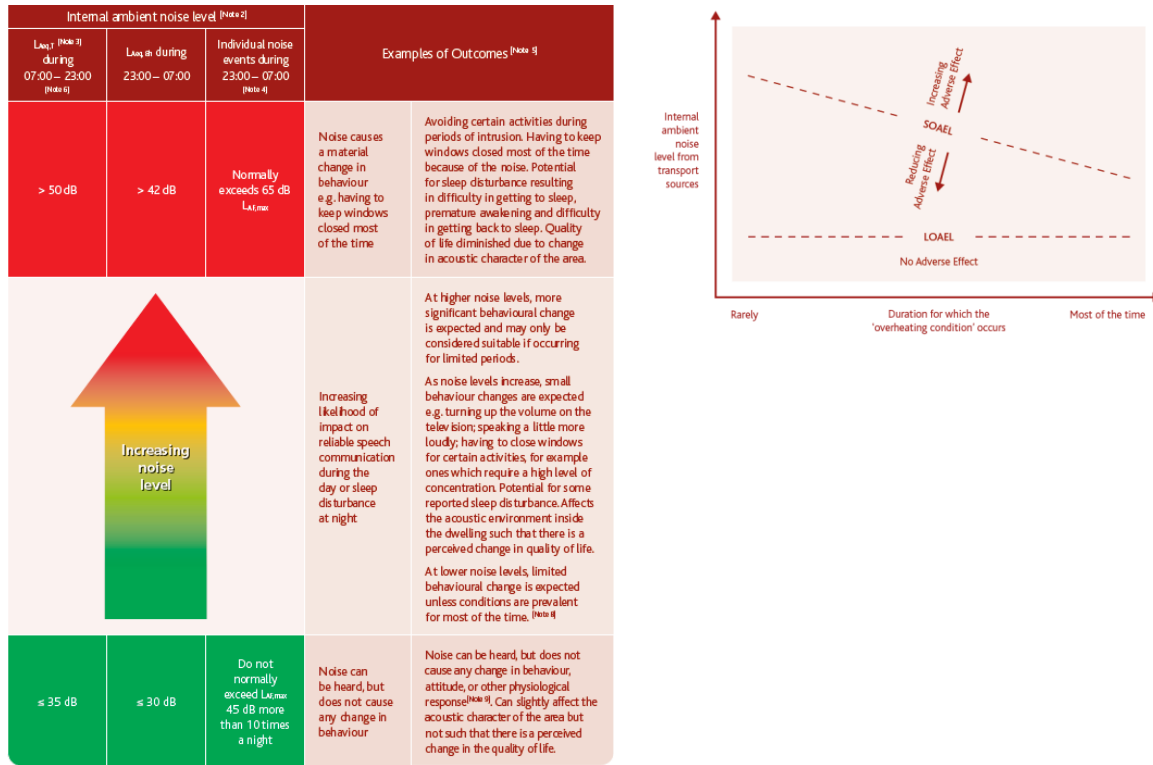 Internal ambient noise level [Note 2]
LAeq,T [Note 3]
during
07:00 – 23:00
[Note 6]
LAeq,8h during
23:00 – 07:00
Individual noise
events during
23:00 – 07:00
[Note 4]
Examples of Outcomes [Note 5]
> 50 dB
> 42 dB
Normally
exceeds 65 dB
LAF,max
Noise causes
a material
change in
behaviour
e.g. having to
keep windows
closed most
of the time
Avoiding certain activities during
periods of intrusion. Having to keep
windows closed most of the time
because of the noise. Potential
for sleep disturbance resulting
in difficulty in getting to sleep,
premature awakening and difficulty
in getting back to sleep. Quality
of life diminished due to change
in acoustic character of the area.
Increasing
noise
level
Increasing
likelihood of
impact on
reliable speech
communication
during the
day or sleep
disturbance
at night
At higher noise levels, more
significant behavioural change
is expected and may only be
considered suitable if occurring
for limited periods.
As noise levels increase, small
behaviour changes are expected
e.g. turning up the volume on the
television; speaking a little more
loudly; having to close windows
for certain activities, for example
ones which require a high level of
concentration. Potential for some
reported sleep disturbance. Affects
the acoustic environment inside
the dwelling such that there is a
perceived change in quality of life.
At lower noise levels, limited
behavioural change is expected
unless conditions are prevalent
for most of the time. [Note 8]
≤ 35 dB
≤ 30 dB
Do not
normally
exceed LAF,max
45 dB more
than 10 times
a night
Noise can
be heard, but
does not cause
any change in
behaviour
Noise can be heard, but does not
cause any change in behaviour,
attitude, or other physiological
response[Note 9]. Can slightly affect the
acoustic character of the area but
not such that there is a perceived
change in the quality of life.
Internal
ambient
noise
level from
transport
sources
Increasing
Adverse Effect
SOAEL
Reducing
Adverse Effect
LOAEL
No Adverse Effect
Rarely
Duration for which the
'overheating condition' occurs
Most of the time